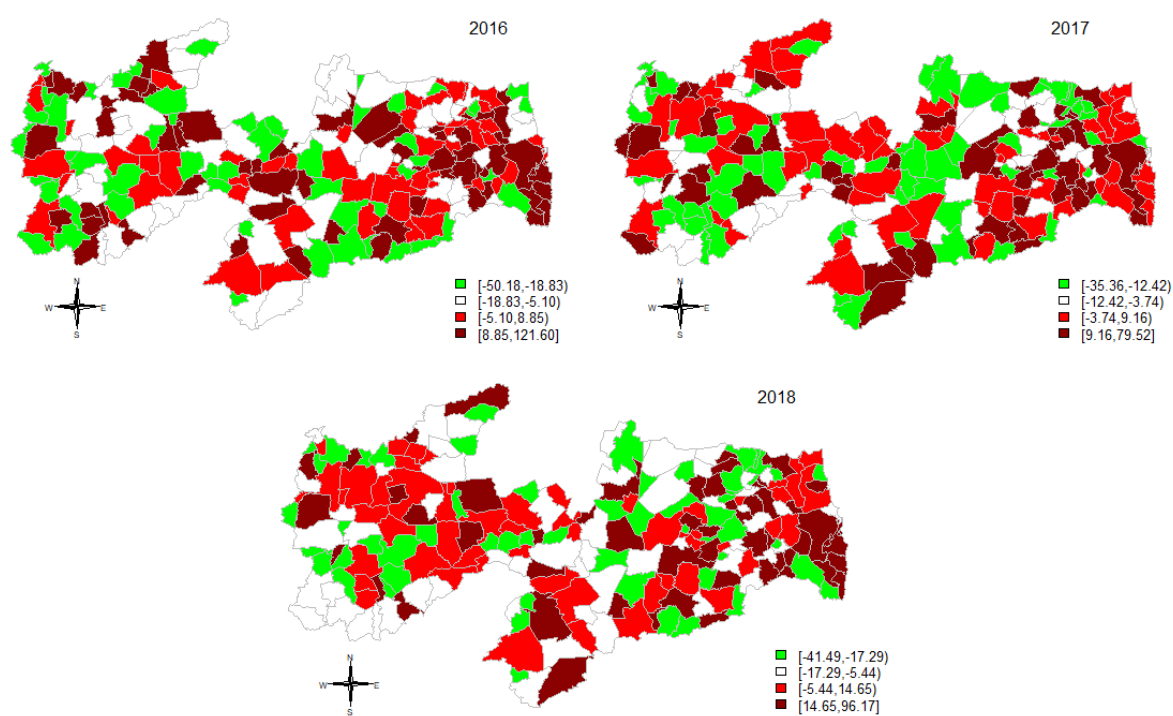 2016
N
W E
S
[-50.18,-18.83)
[-18.83,-5.10)
[-5.10,8.85)
[8.85,121.60]
2017
N
W E
S
[-35.36,-12.42)
[-12.42,-3.74)
[-3.74,9.16)
[9.16,79.52]
2018
N
W E
S
[-41.49,-17.29)
[-17.29,-5.44)
[-5.44,14.65)
[14.65,96.17]